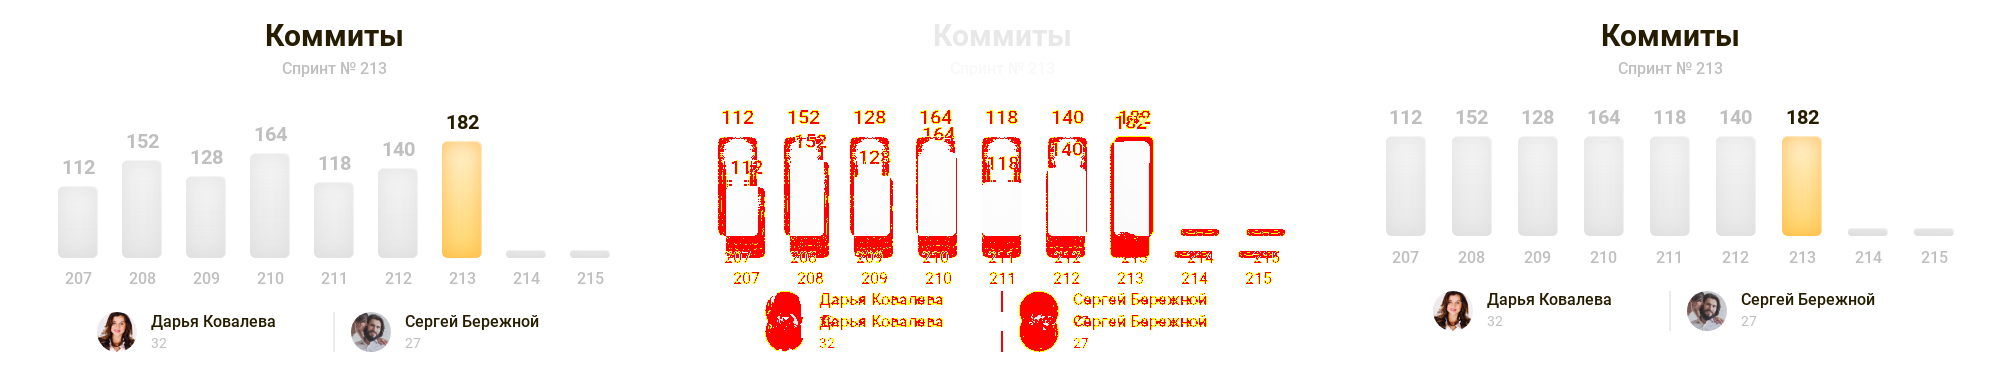 Коммиты
Спринт № 213
112 152 128 164 118 140 182
207 208 209 210 211 212 213 214 215
Дарья Ковалева
32
Сергей Бережной
27
Коммиты
Спринт № 213
112 152 128 164 118 140 182
112 152 128 164 118 140 182
207 208 209 210 211 212 213 214 215
207 208 209 210 211 212 213 214 215
Дарья Ковалева
Дарья Ковалева
32
Сергей Бережной
Сергей Бережной
27
Коммиты
Спринт № 213
112 152 128 164 118 140 182
207 208 209 210 211 212 213 214 215
Дарья Ковалева
32
Сергей Бережной
27